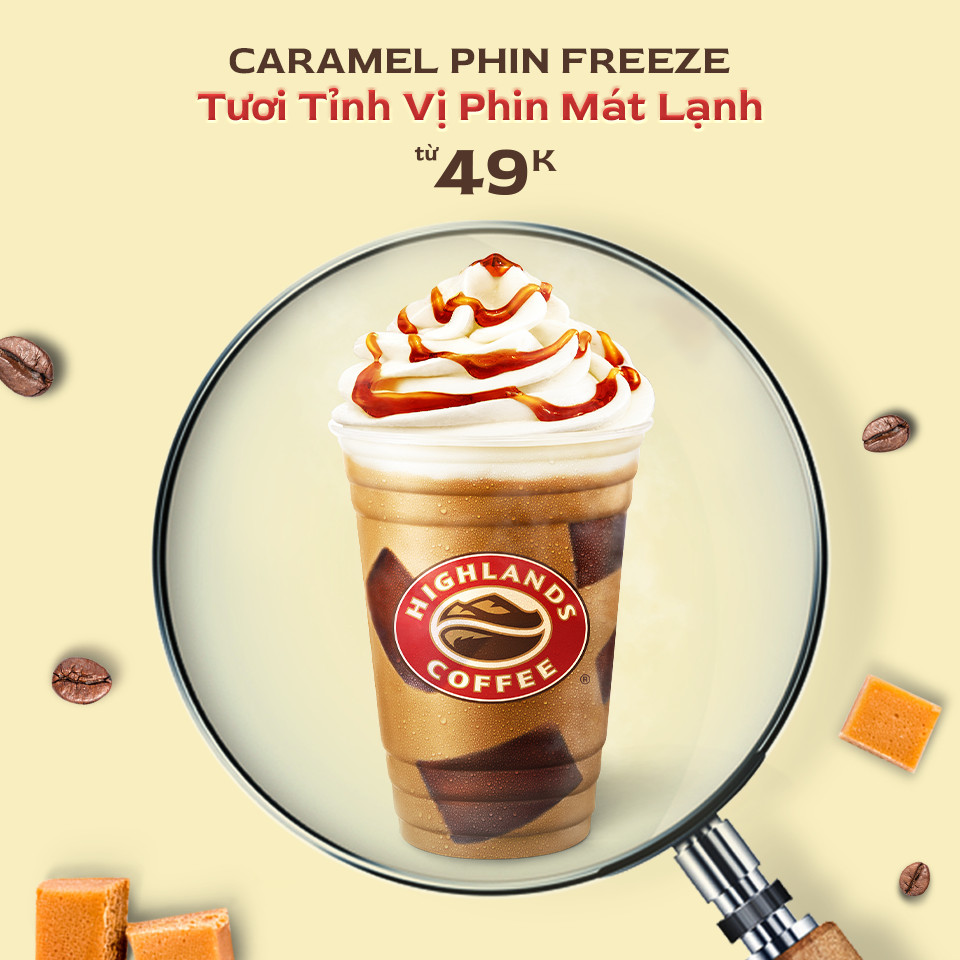 CARAMEL PHIN FREEZE
Tươi Tỉnh Vị Phin Mát Lạnh
từ 49K
HIGHLANDS
COFFEE
®